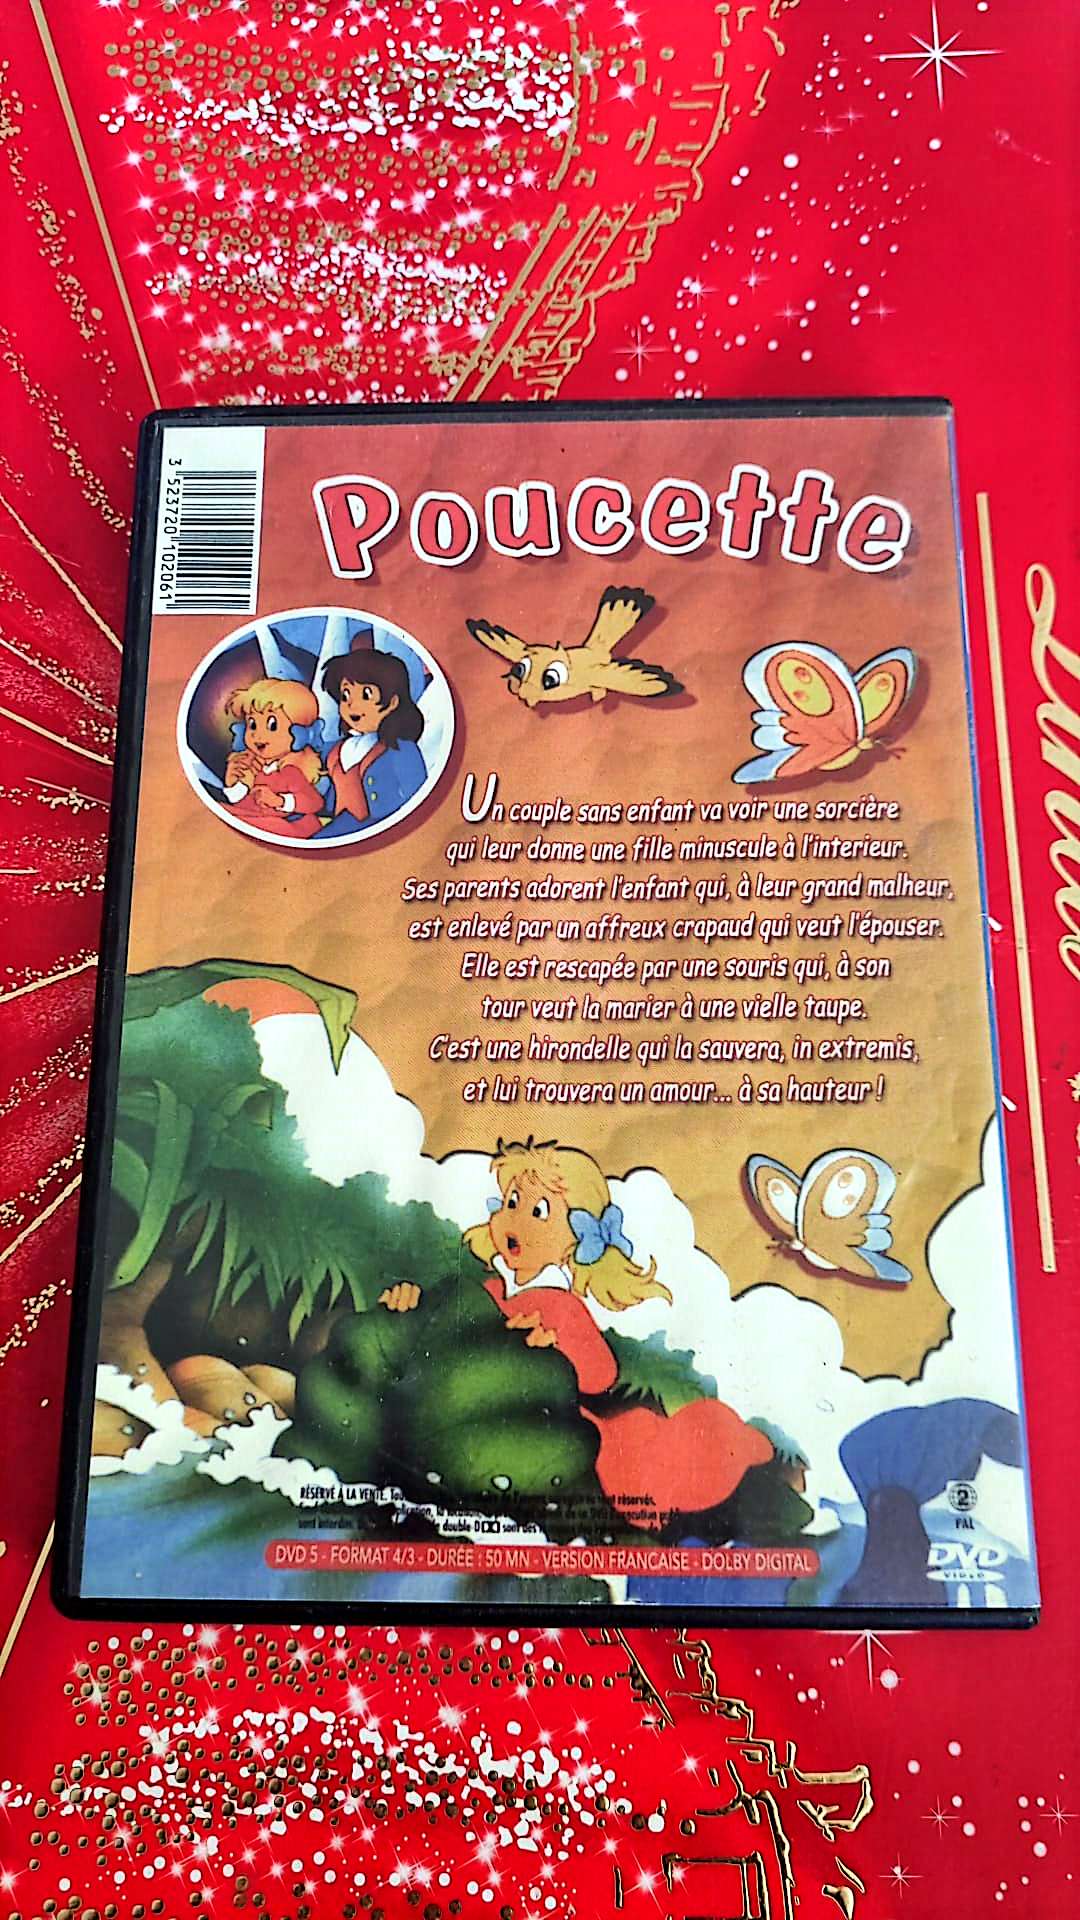 3 523720 102061
Poucette
Un couple sans enfant va voir une sorcière
qui leur donne une fille minuscule à l'interieur.
Ses parents adorent l'enfant qui, à leur grand malheur,
est enlevé par un affreux crapaud qui veut l'épouser.
Elle est rescapée par une souris qui, à son
tour veut la marier à une vielle taupe.
C'est une hirondelle qui la sauvera, in extremis,
et lui trouvera un amour... à sa hauteur !
RÉSERVÉ À LA VENTE.
réservés.
sont
double D
DVD 5 - FORMAT 4/3 - DURÉE : 50 MN - VERSION FRANCAISE - DOLBY DIGITAL
2
PAL
DVD
VIDEO